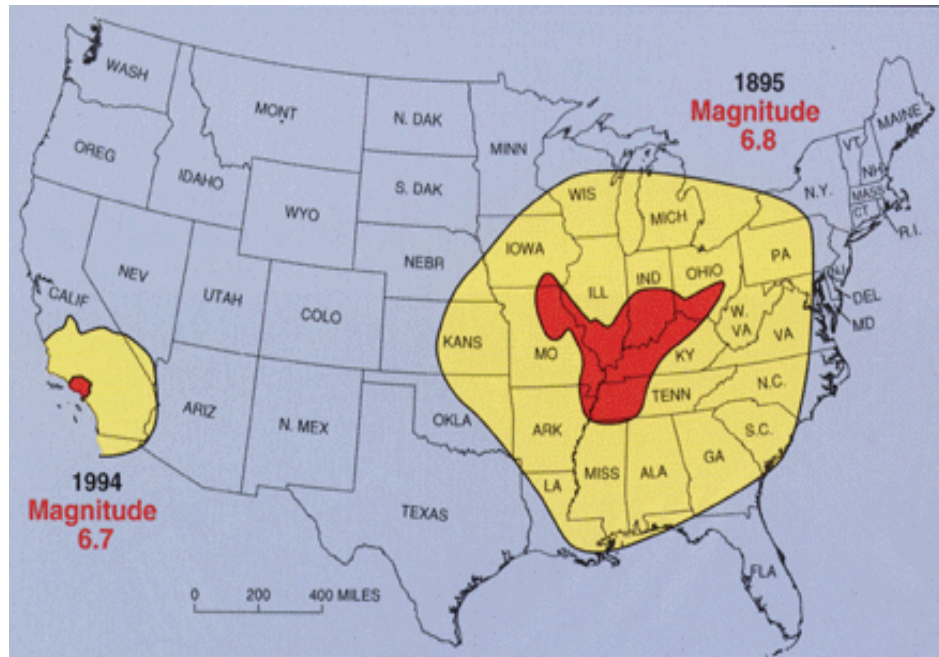 WASH
MONT
N. DAK
MINN
1895
Magnitude
6.8
MAINE
VT
NH
MASS
CT
R.I.
N.Y.
OREG
IDAHO
S. DAK
WIS
MICH
WYO
IOWA
PA
NEBR
NEV
ILL
IND
OHIO
NJ
DEL
MD
CALIF
UTAH
COLO
KANS
MO
W.
VA
VA
KY
ARIZ
N. MEX
OKLA
TENN
N.C.
ARK
S.C.
1994
Magnitude
6.7
LA
MISS
ALA
GA
TEXAS
FLA
0 200 400 MILES